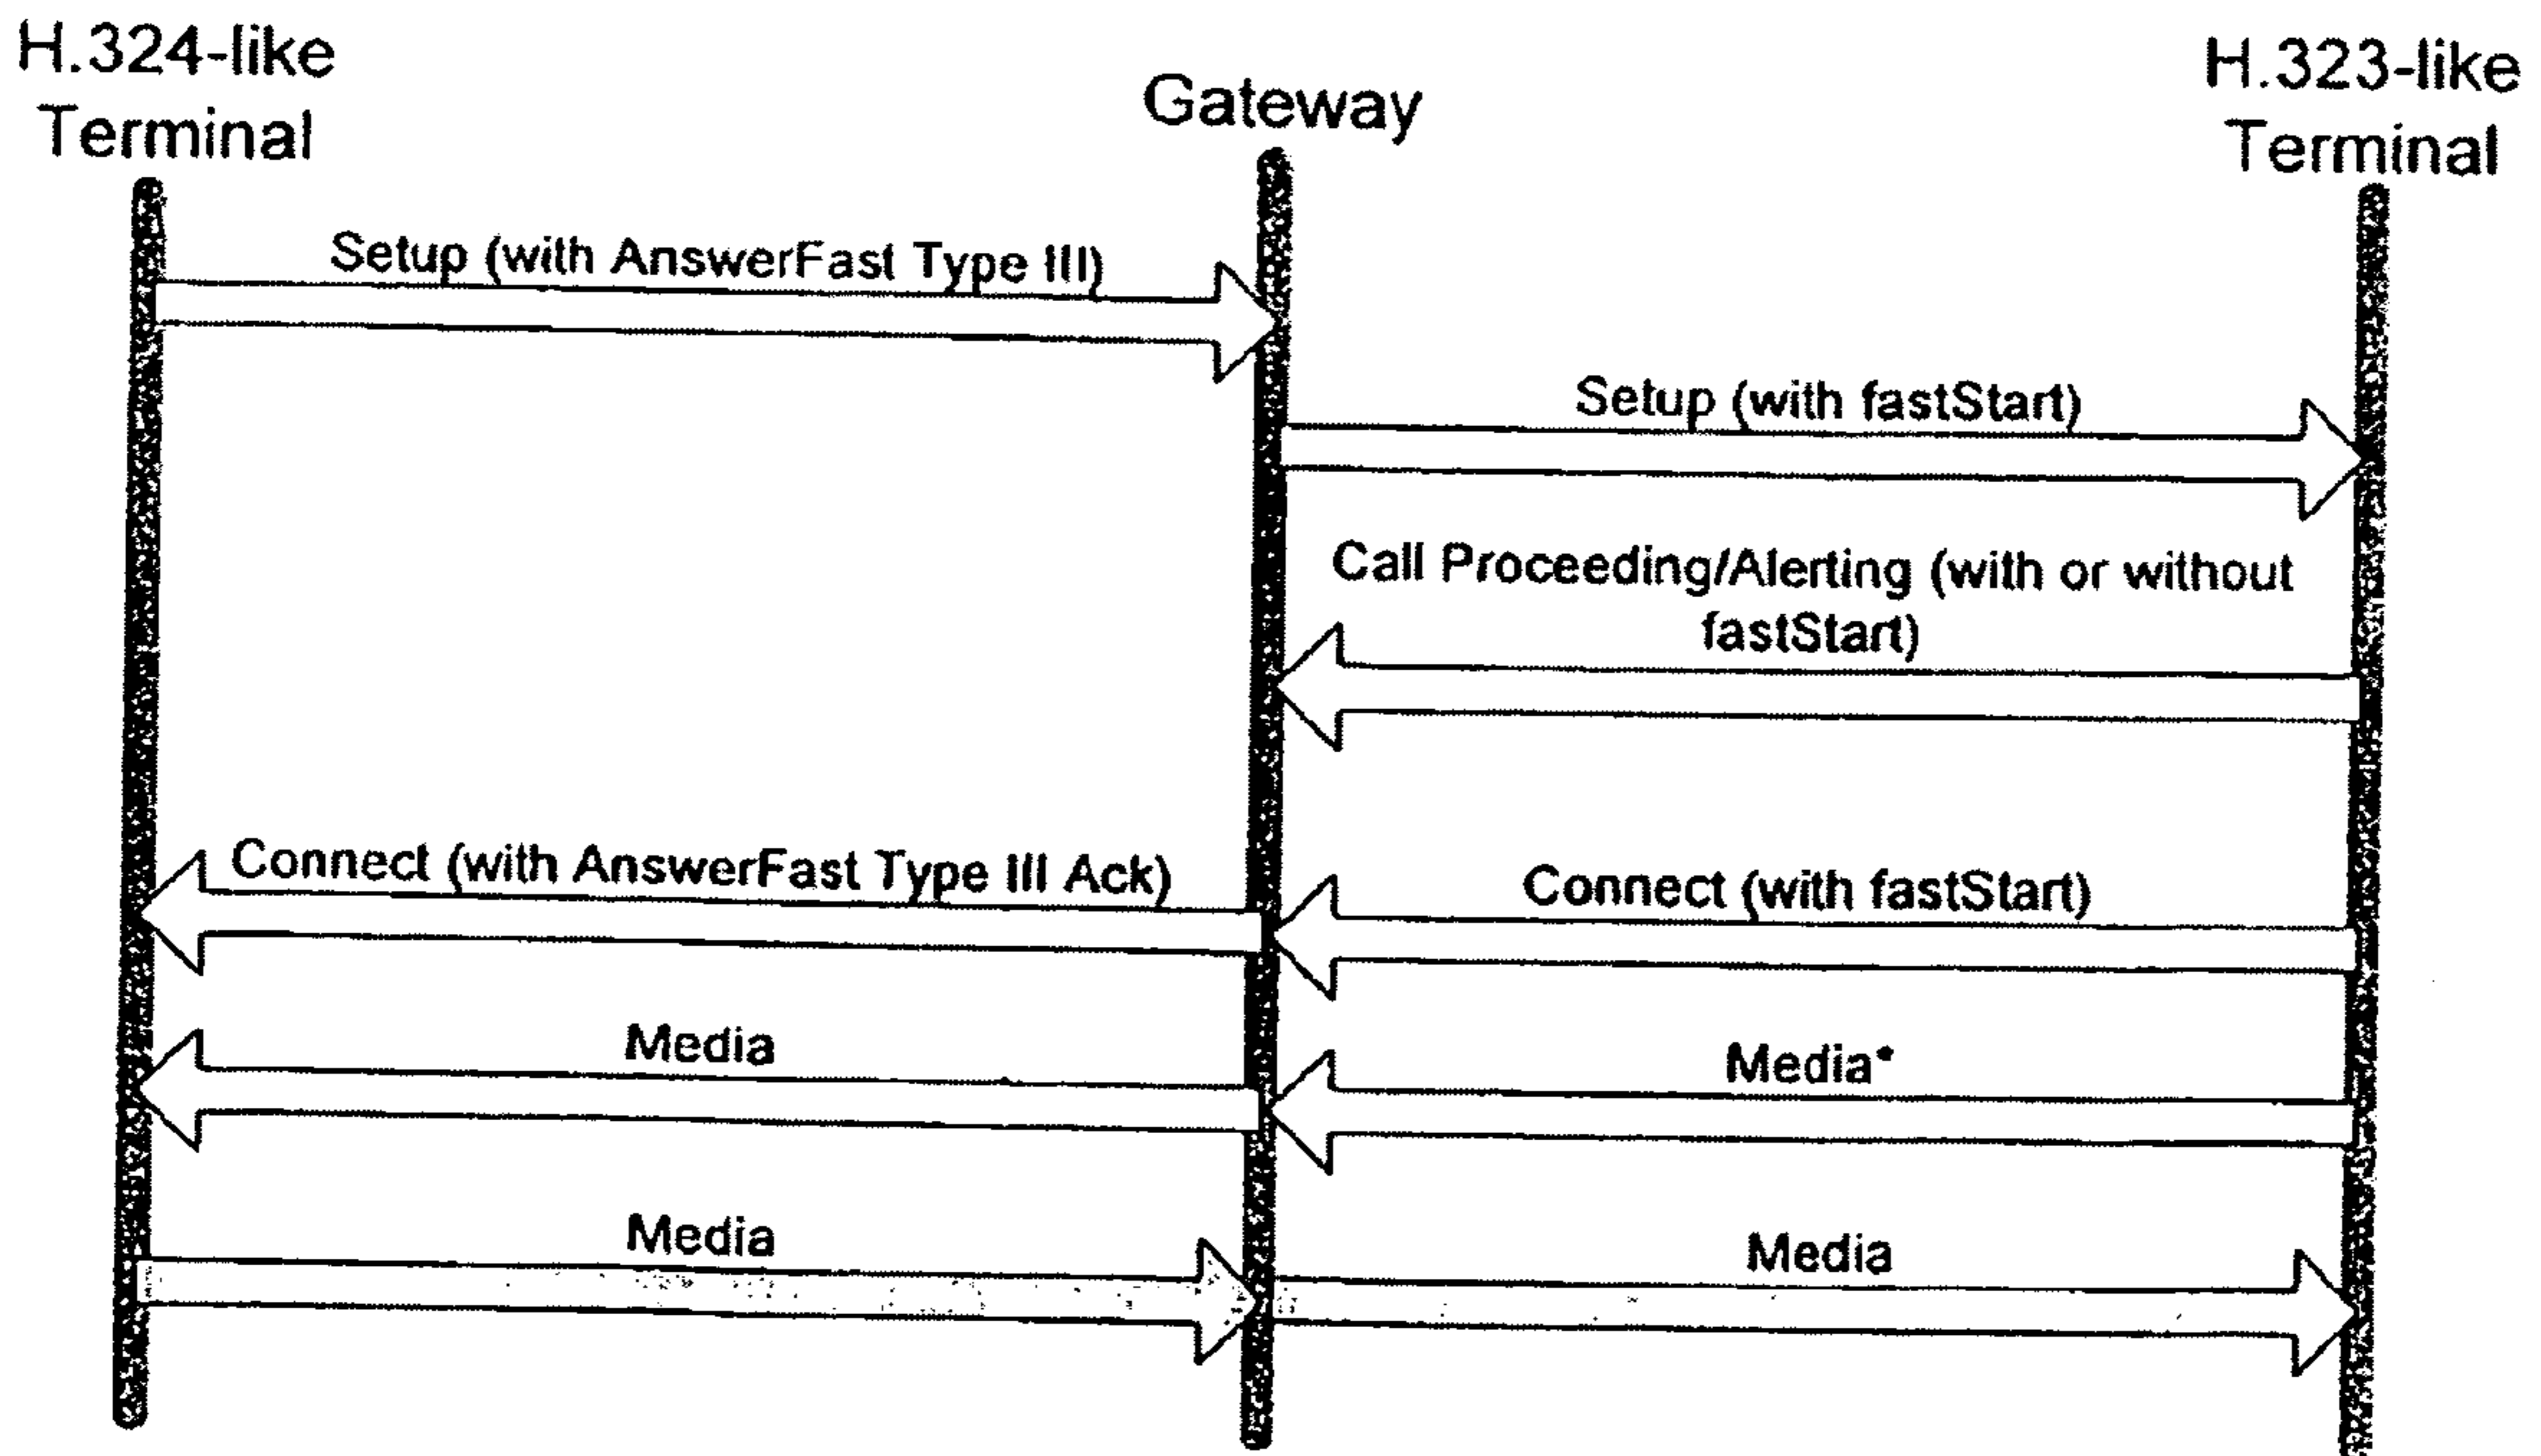 H.324-like
Terminal
Gateway
H.323-like
Terminal
Setup (with AnswerFast Type III)
Setup (with fastStart)
Call Proceeding/Alerting (with or without
fastStart)
Connect (with AnswerFast Type III Ack)
Connect (with fastStart)
Media
Media*
Media
Media